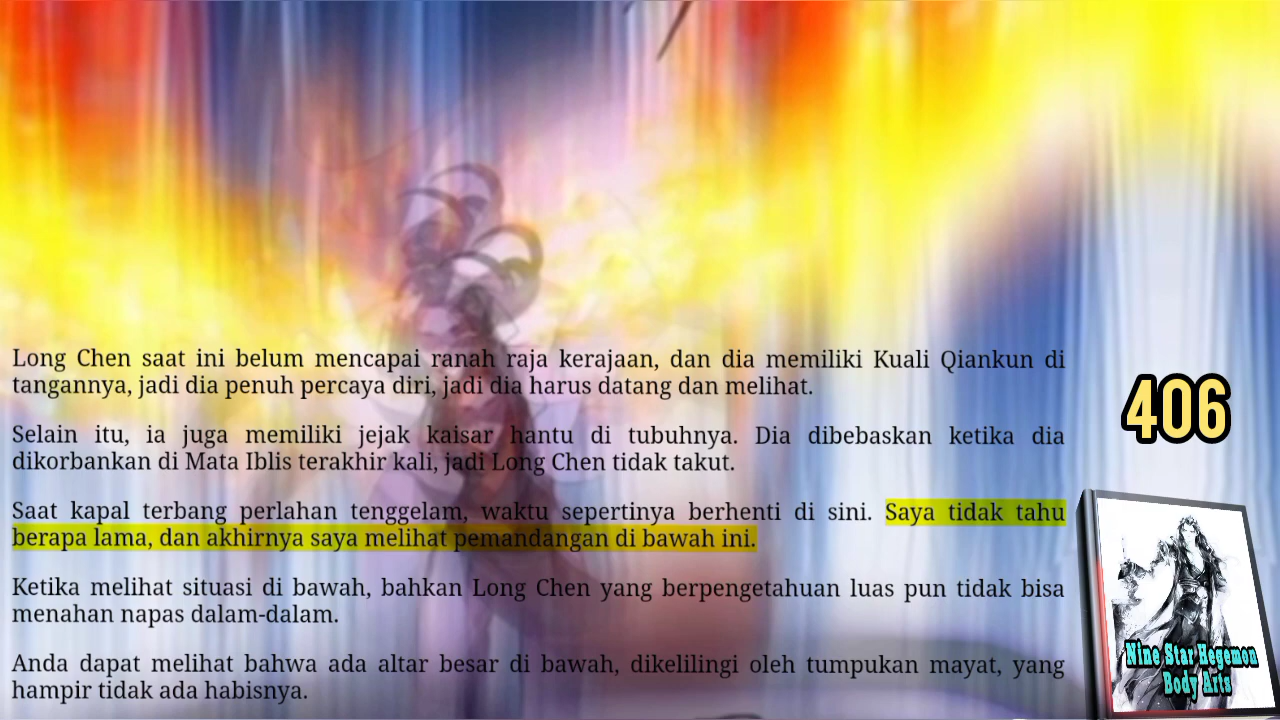 Long Chen saat ini belum mencapai ranah raja kerajaan, dan dia memiliki Kuali Qiankun di
tangannya, jadi dia penuh percaya diri, jadi dia harus datang dan melihat.
Selain itu, ia juga memiliki jejak kaisar hantu di tubuhnya. Dia dibebaskan ketika dia
dikorbankan di Mata Iblis terakhir kali, jadi Long Chen tidak takut.
Saat kapal terbang perlahan tenggelam, waktu sepertinya berhenti di sini. Saya tidak tahu
berapa lama, dan akhirnya saya melihat pemandangan di bawah ini.
Ketika melihat situasi di bawah, bahkan Long Chen yang berpengetahuan luas pun tidak bisa
menahan napas dalam-dalam.
Anda dapat melihat bahwa ada altar besar di bawah, dikelilingi oleh tumpukan mayat, yang
hampir tidak ada habisnya.
406
Nine Star Hegemon
Body Arts